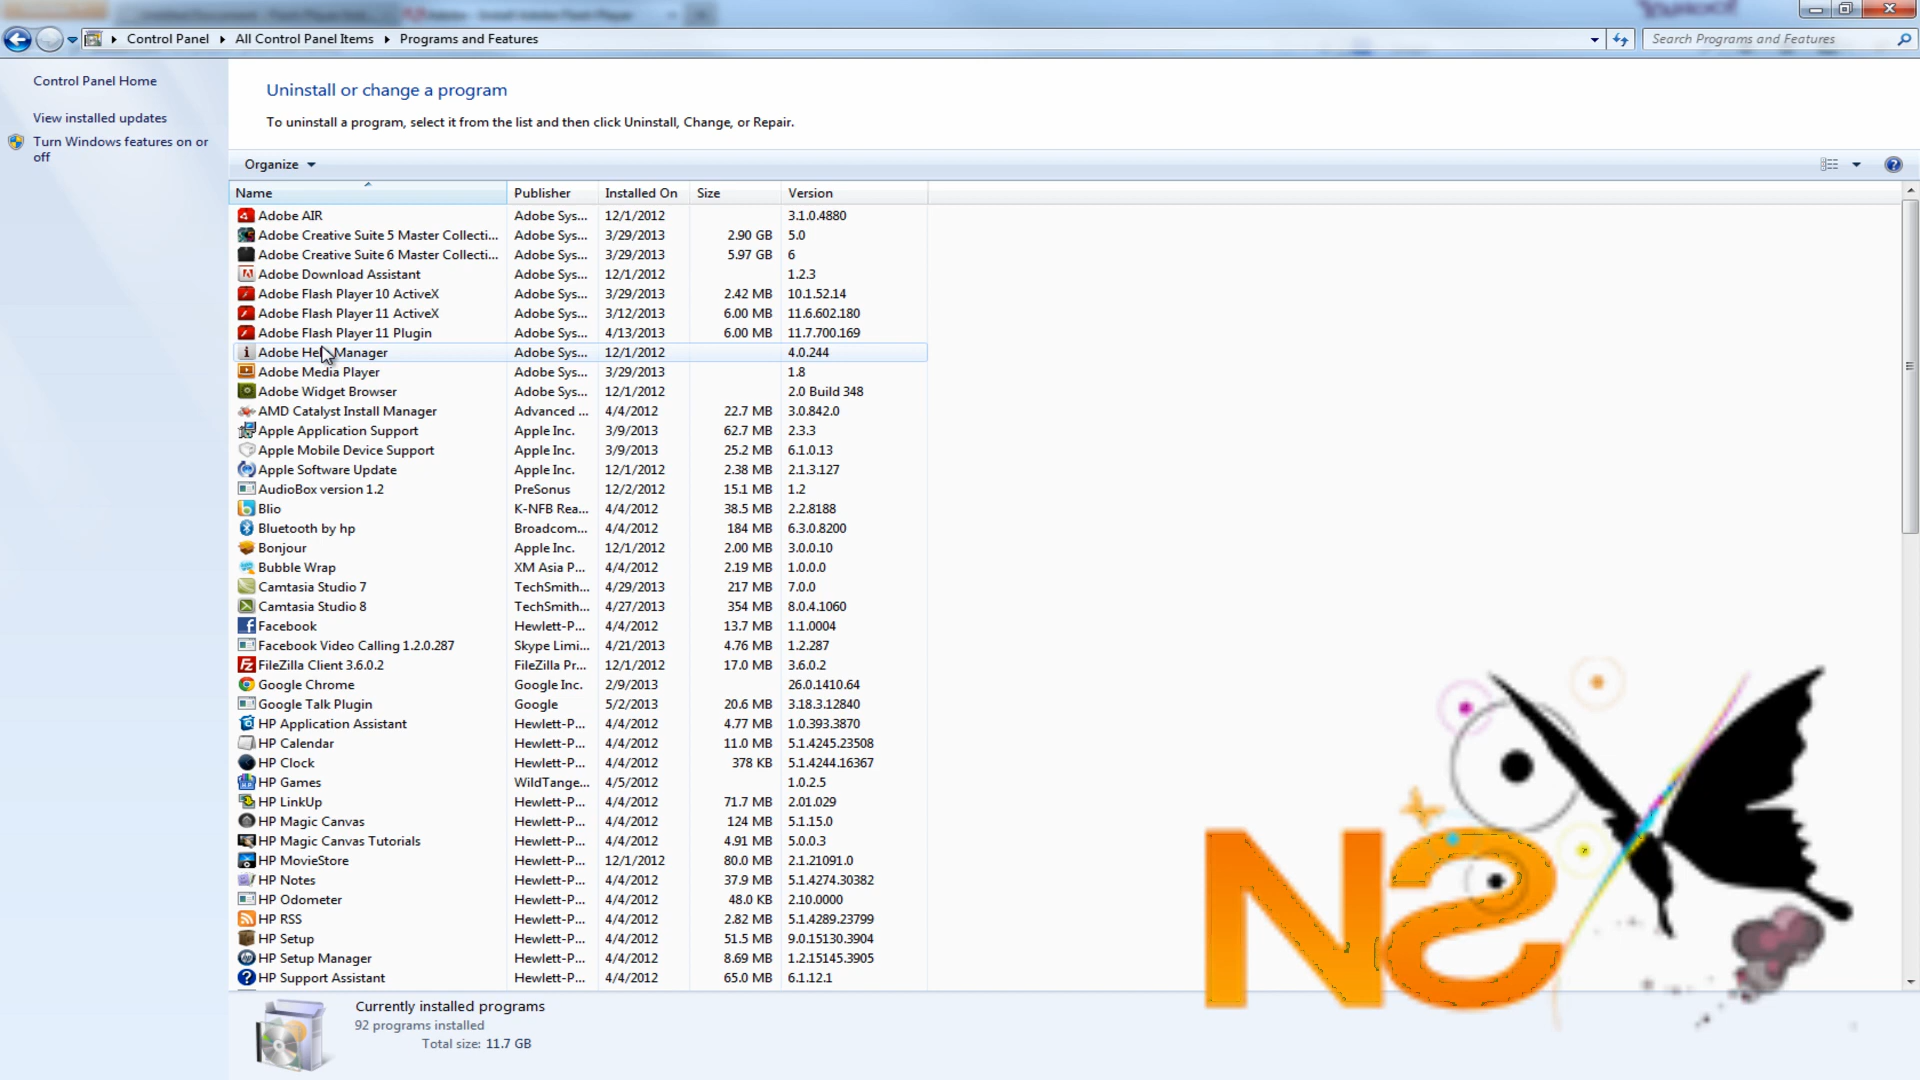 Control Panel All Control Panel Items Programs and Features
Search Programs and Features
Control Panel Home
View installed updates
Turn Windows features on or
off
Uninstall or change a program
To uninstall a program, select it from the list and then click Uninstall, Change, or Repair.
Organize
Name Publisher Installed On Size Version
Adobe AIR Adobe Sys... 12/1/2012 3.1.0.4880
Adobe Creative Suite 5 Master Collecti... Adobe Sys... 3/29/2013 2.90 GB 5.0
Adobe Creative Suite 6 Master Collecti... Adobe Sys... 3/29/2013 5.97 GB 6
Adobe Download Assistant Adobe Sys... 12/1/2012 1.2.3
Adobe Flash Player 10 ActiveX Adobe Sys... 3/29/2013 2.42 MB 10.1.52.14
Adobe Flash Player 11 ActiveX Adobe Sys... 3/12/2013 6.00 MB 11.6.602.180
Adobe Flash Player 11 Plugin Adobe Sys... 4/13/2013 6.00 MB 11.7.700.169
Adobe Help Manager Adobe Sys... 12/1/2012 4.0.244
Adobe Media Player Adobe Sys... 3/29/2013 1.8
Adobe Widget Browser Adobe Sys... 12/1/2012 2.0 Build 348
AMD Catalyst Install Manager Advanced ... 4/4/2012 22.7 MB 3.0.842.0
Apple Application Support Apple Inc. 3/9/2013 62.7 MB 2.3.3
Apple Mobile Device Support Apple Inc. 3/9/2013 25.2 MB 6.1.0.13
Apple Software Update Apple Inc. 12/1/2012 2.38 MB 2.1.3.127
AudioBox version 1.2 PreSonus 12/2/2012 15.1 MB 1.2
Blio K-NFB Rea... 4/4/2012 38.5 MB 2.2.8188
Bluetooth by hp Broadcom... 4/4/2012 184 MB 6.3.0.8200
Bonjour Apple Inc. 12/1/2012 2.00 MB 3.0.0.10
Bubble Wrap XM Asia P... 4/4/2012 2.19 MB 1.0.0.0
Camtasia Studio 7 TechSmith... 4/29/2013 217 MB 7.0.0
Camtasia Studio 8 TechSmith... 4/27/2013 354 MB 8.0.4.1060
Facebook Hewlett-P... 4/4/2012 13.7 MB 1.1.0004
Facebook Video Calling 1.2.0.287 Skype Limi... 4/21/2013 4.76 MB 1.2.287
FileZilla Client 3.6.0.2 FileZilla Pr... 12/1/2012 17.0 MB 3.6.0.2
Google Chrome Google Inc. 2/9/2013 26.0.1410.64
Google Talk Plugin Google 5/2/2013 20.6 MB 3.18.3.12840
HP Application Assistant Hewlett-P... 4/4/2012 4.77 MB 1.0.393.3870
HP Calendar Hewlett-P... 4/4/2012 11.0 MB 5.1.4245.23508
HP Clock Hewlett-P... 4/4/2012 378 KB 5.1.4244.16367
HP Games WildTange... 4/5/2012 1.0.2.5
HP LinkUp Hewlett-P... 4/4/2012 71.7 MB 2.01.029
HP Magic Canvas Hewlett-P... 4/4/2012 124 MB 5.1.15.0
HP Magic Canvas Tutorials Hewlett-P... 4/4/2012 4.91 MB 5.0.0.3
HP MovieStore Hewlett-P... 12/1/2012 80.0 MB 2.1.21091.0
HP Notes Hewlett-P... 4/4/2012 37.9 MB 5.1.4274.30382
HP Odometer Hewlett-P... 4/4/2012 48.0 KB 2.10.0000
HP RSS Hewlett-P... 4/4/2012 2.82 MB 5.1.4289.23799
HP Setup Hewlett-P... 4/4/2012 51.5 MB 9.0.15130.3904
HP Setup Manager Hewlett-P... 4/4/2012 8.69 MB 1.2.15145.3905
HP Support Assistant Hewlett-P... 4/4/2012 65.0 MB 6.1.12.1
Currently installed programs
92 programs installed
Total size: 11.7 GB